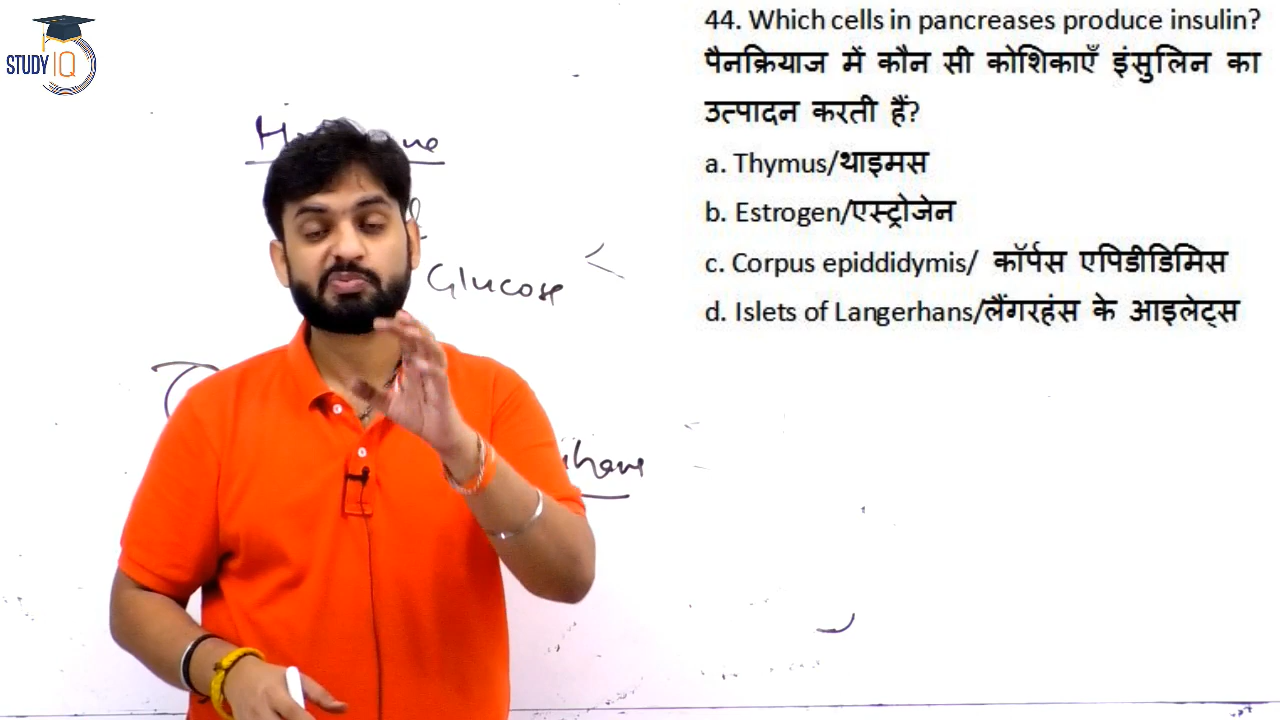 STUDY IQ
44. Which cells in pancreases produce insulin?
पैनक्रियाज में कौन सी कोशिकाएँ इंसुलिन का
उत्पादन करती हैं?
a. Thymus/थाइमस
b. Estrogen/एस्ट्रोजेन
c. Corpus epiddidymis/ कॉर्पस एपिडीडिमिस
d. Islets of Langerhans/लैंगरहंस के आइलेट्स
Glucose